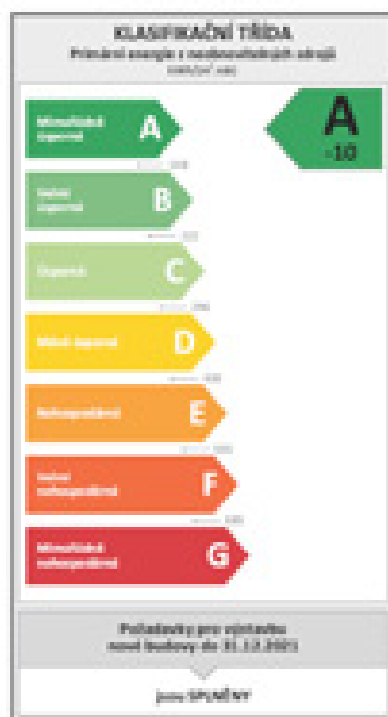 KLASIFIKAČNÍ TŘÍDA
Primární energie z neobnovitelných zdrojů
A
-10
Mimořádně
úsporná
A
Velmi
úsporná
B
Úsporná
C
Méně úsporná
D
Nehospodárná
E
Velmi
nehospodárná
F
Mimořádně
nehospodárná
G
Požadavky pro výstavbu
nové budovy do 31.12.2021
jsou SPLNĚNY